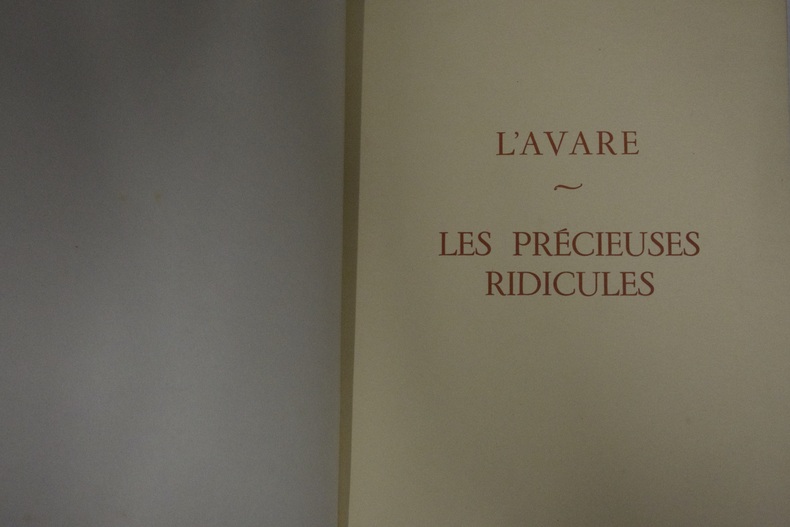 L'AVARE
~
LES PRÉCIEUSES
RIDICULES